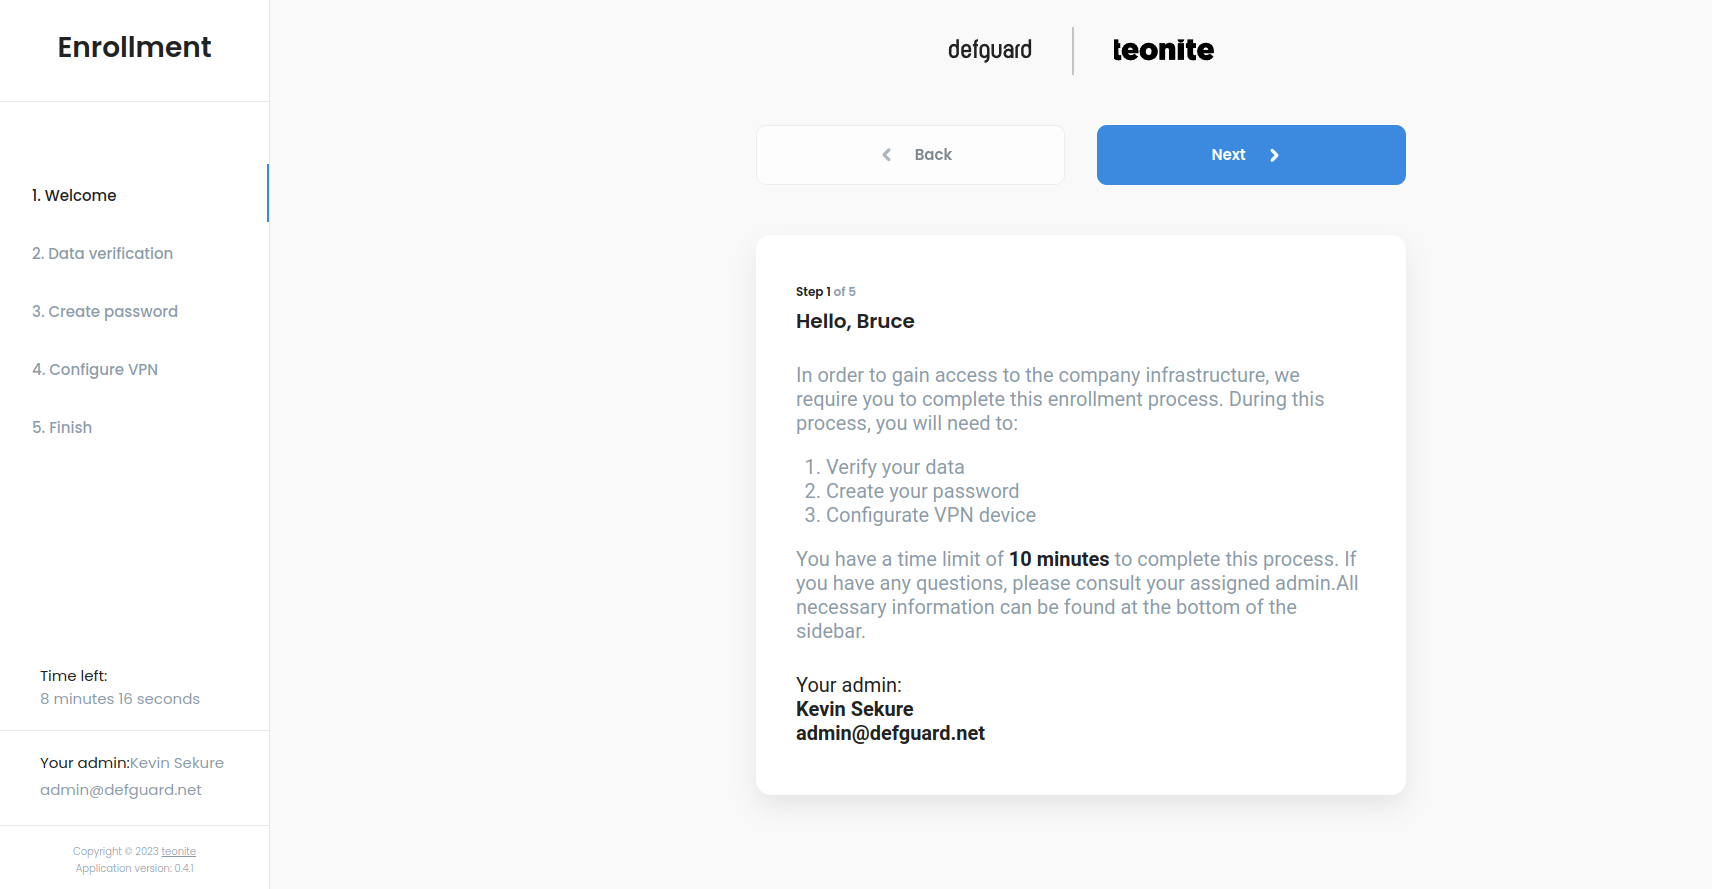 Enrollment
1. Welcome
2. Data verification
3. Create password
4. Configure VPN
5. Finish
Time left:
8 minutes 16 seconds
Your admin:Kevin Sekure
admin@defguard.net
Copyright © 2023 teonite
Application version: 0.4.1
defguard
teonite
Back
Next
Step 1 of 5
Hello, Bruce
In order to gain access to the company infrastructure, we
require you to complete this enrollment process. During this
process, you will need to:
1. Verify your data
2. Create your password
3. Configurate VPN device
You have a time limit of 10 minutes to complete this process. If
you have any questions, please consult your assigned admin.All
necessary information can be found at the bottom of the
sidebar.
Your admin:
Kevin Sekure
admin@defguard.net